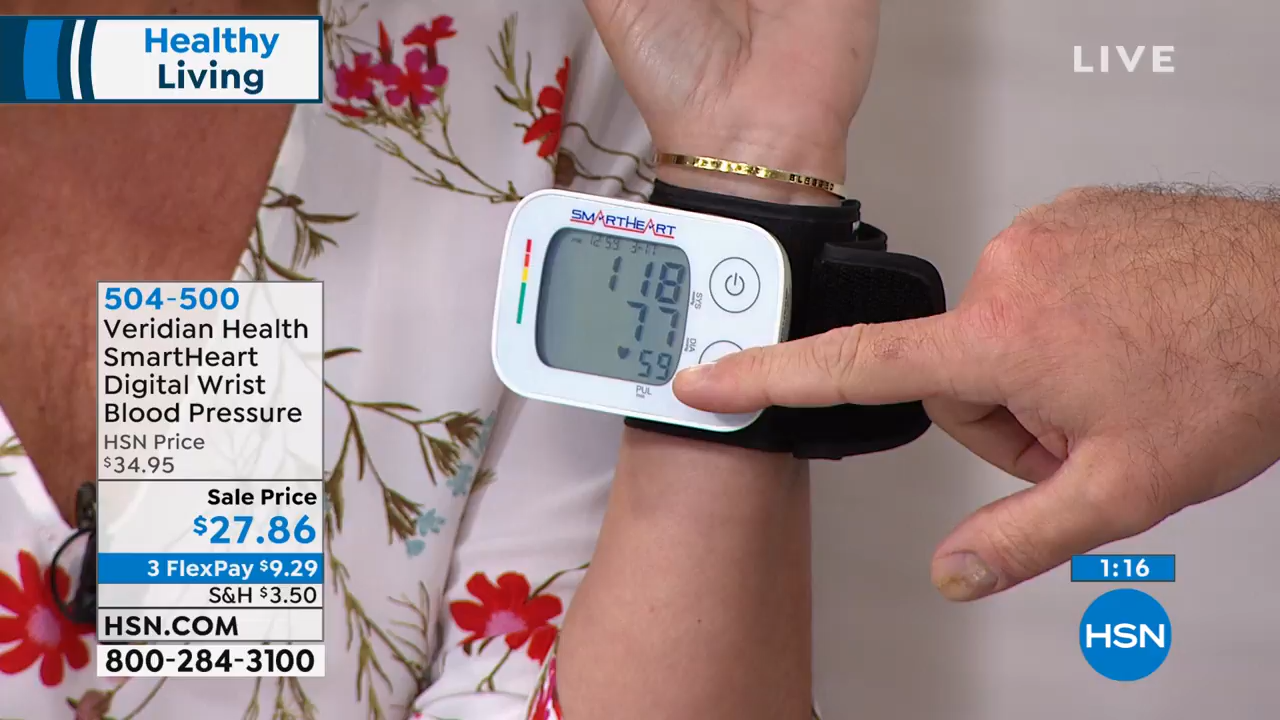 Healthy
Living
LIVE
504-500
Veridian Health
SmartHeart
Digital Wrist
Blood Pressure
HSN Price
$34.95
Sale Price
$27.86
3 FlexPay $9.29
S&H $3.50
HSN.COM
800-284-3100
SMARTHEART
12:59
118
SYS
77
DIA
59
PUL
BLESSED
1:16
HSN